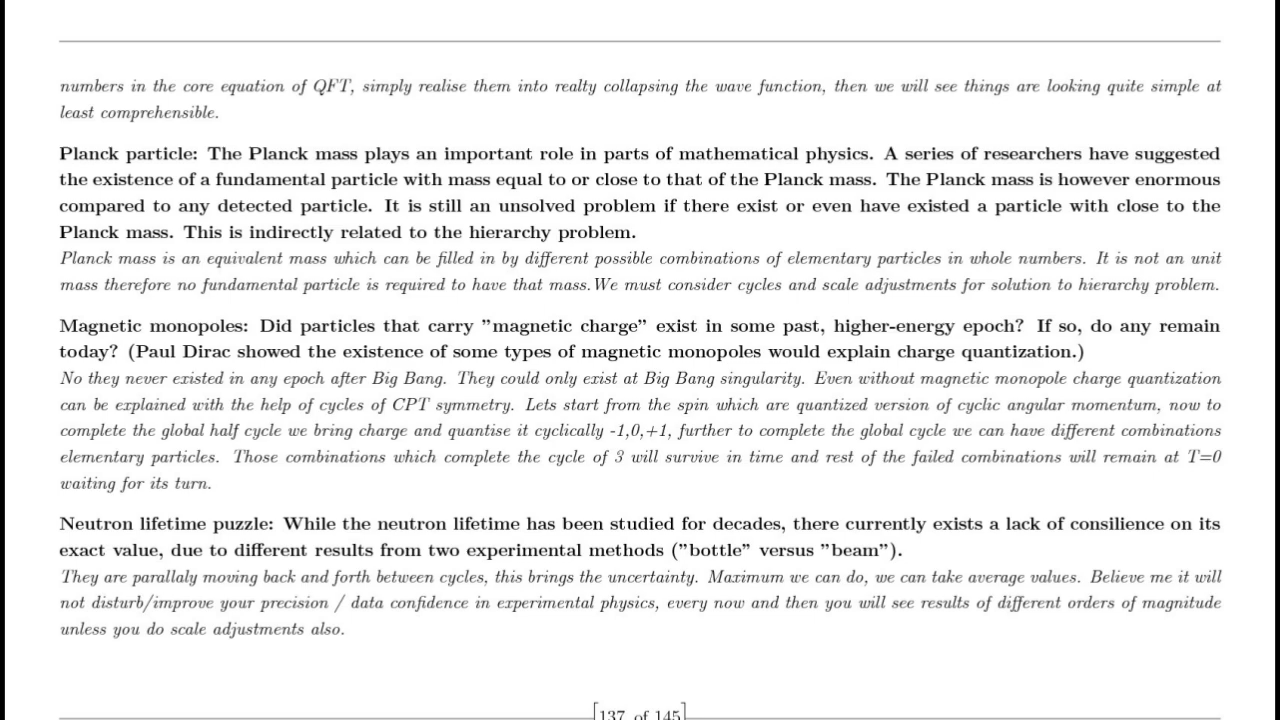 numbers in the core equation of QFT, simply realise them into realty collapsing the wave function, then we will see things are looking quite simple at
least comprehensible.
Planck particle: The Planck mass plays an important role in parts of mathematical physics. A series of researchers have suggested
the existence of a fundamental particle with mass equal to or close to that of the Planck mass. The Planck mass is however enormous
compared to any detected particle. It is still an unsolved problem if there exist or even have existed a particle with close to the
Planck mass. This is indirectly related to the hierarchy problem.
Planck mass is an equivalent mass which can be filled in by different possible combinations of elementary particles in whole numbers. It is not an unit
mass therefore no fundamental particle is required to have that mass.We must consider cycles and scale adjustments for solution to hierarchy problem.
Magnetic monopoles: Did particles that carry ”magnetic charge” exist in some past, higher-energy epoch? If so, do any remain
today? (Paul Dirac showed the existence of some types of magnetic monopoles would explain charge quantization.)
No they never existed in any epoch after Big Bang. They could only exist at Big Bang singularity. Even without magnetic monopole charge quantization
can be explained with the help of cycles of CPT symmetry. Lets start from the spin which are quantized version of cyclic angular momentum, now to
complete the global half cycle we bring charge and quantise it cyclically -1,0,+1, further to complete the global cycle we can have different combinations
elementary particles. Those combinations which complete the cycle of 3 will survive in time and rest of the failed combinations will remain at T=0
waiting for its turn.
Neutron lifetime puzzle: While the neutron lifetime has been studied for decades, there currently exists a lack of consilience on its
exact value, due to different results from two experimental methods (”bottle” versus ”beam”).
They are parallaly moving back and forth between cycles, this brings the uncertainty. Maximum we can do, we can take average values. Believe me it will
not disturb/improve your precision / data confidence in experimental physics, every now and then you will see results of different orders of magnitude
unless you do scale adjustments also.
[137 of 145]